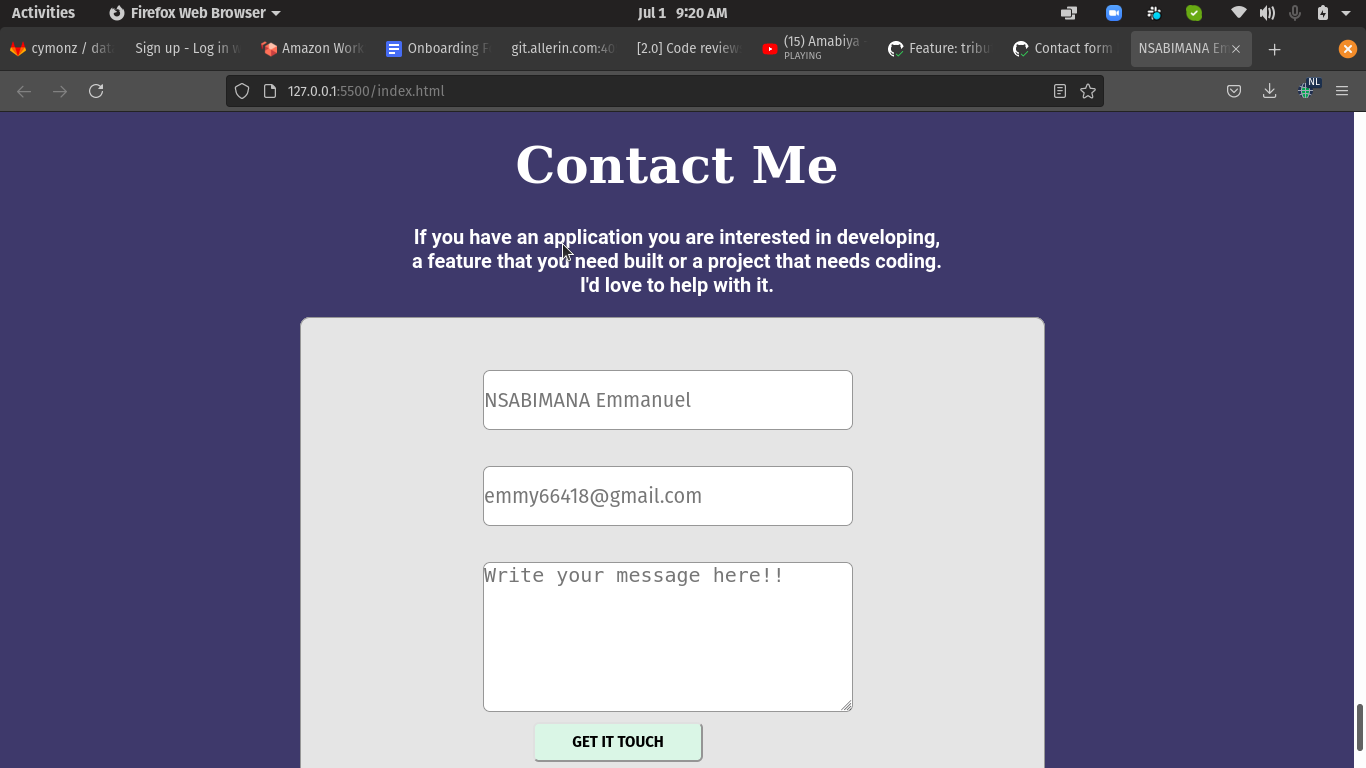 Activities
Firefox Web Browser
Jul 1 9:20 AM
cymonz / dat
Sign up - Log in w
Amazon Work
Onboarding F
git.allerin.com:40
[2.0] Code review
(15) Amabiya
PLAYING
Feature: tribu
Contact form
NSABIMANA Em
127.0.0.1:5500/index.html
NL
Contact Me
If you have an application you are interested in developing,
a feature that you need built or a project that needs coding.
I'd love to help with it.
NSABIMANA Emmanuel
emmy66418@gmail.com
Write your message here!!
GET IT TOUCH